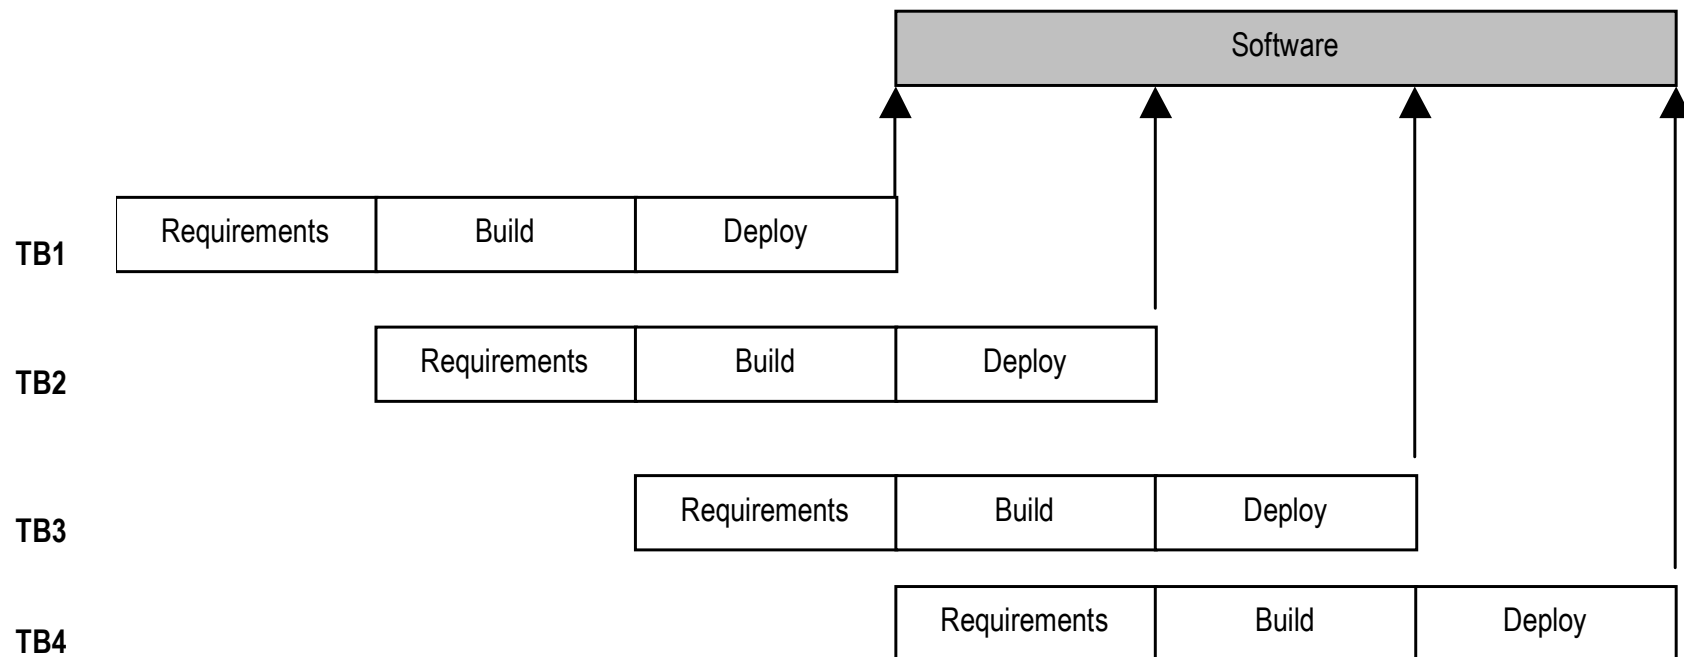 Software
Requirements Build Deploy
TB1
Requirements Build Deploy
TB2
Requirements Build Deploy
TB3
Requirements Build Deploy
TB4